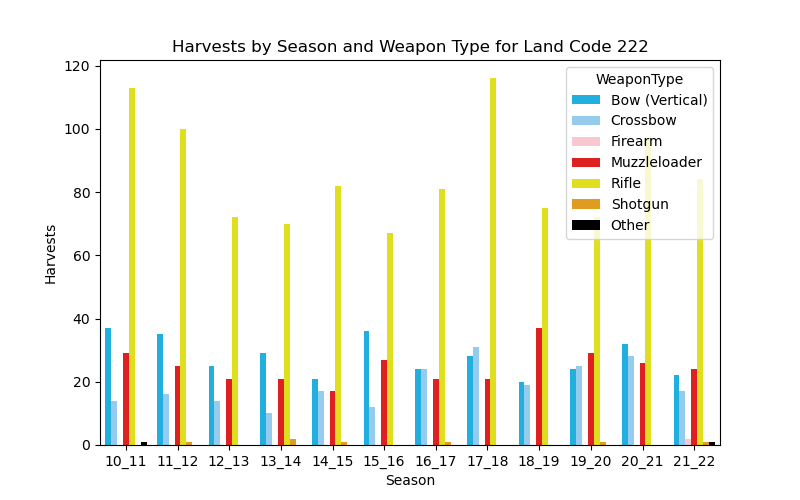 Harvests by Season and Weapon Type for Land Code 222
WeaponType
Bow (Vertical)
Crossbow
Firearm
Muzzleloader
Rifle
Shotgun
Other
Harvests
120
100
80
60
40
20
0
10_11 11_12 12_13 13_14 14_15 15_16 16_17 17_18 18_19 19_20 20_21 21_22
Season